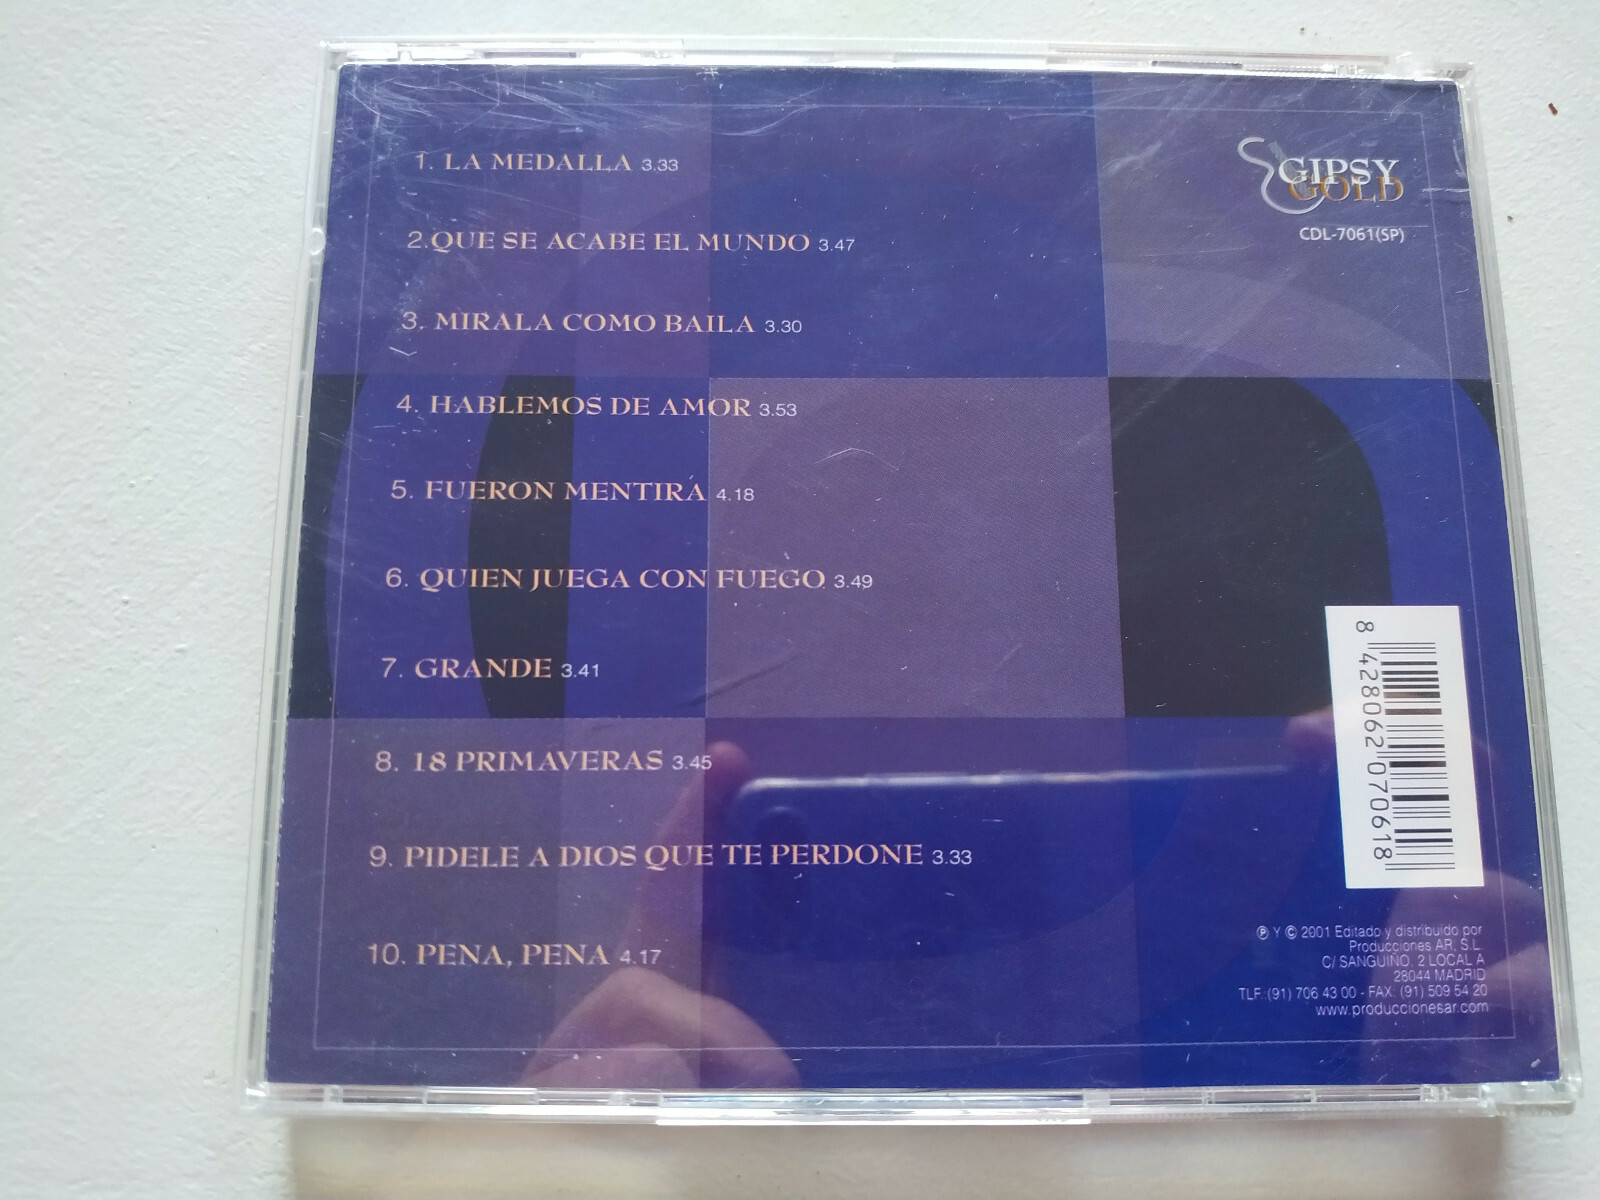 1. LA MEDALLA 3.33
2.QUE SE ACABE EL MUNDO 3.47
3. MIRALA COMO BAILA 3.30
4. HABLEMOS DE AMOR 3.53
5. FUERON MENTIRA 4.18
6. QUIEN JUEGA CON FUEGO 3.49
7. GRANDE 3.41
8. 18 PRIMAVERAS 3.45
9. PIDELE A DIOS QUE TE PERDONE 3.33
10. PENA, PENA 4.17
GIPSY
GOLD
CDL-7061(SP)
8 428062 070618
℗ Y © 2001 Editado y distribuido por
Producciones AR, S.L.
C/ SANGUIÑO, 2 LOCAL A
28044 MADRID
TLF.:(91) 706 43 00 - FAX: (91) 509 54 20
www.produccionesar.com